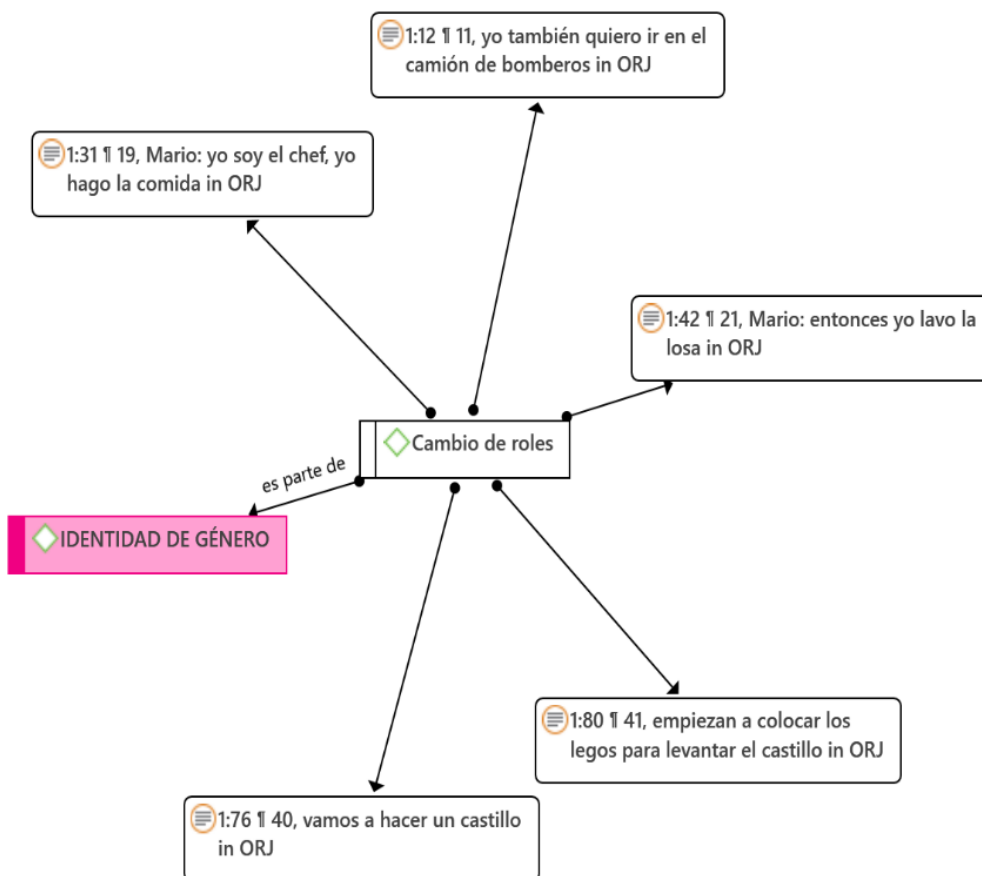 1:12 ¶ 11, yo también quiero ir en el
camión de bomberos in ORJ
1:31 ¶ 19, Mario: yo soy el chef, yo
hago la comida in ORJ
1:42 ¶ 21, Mario: entonces yo lavo la
losa in ORJ
Cambio de roles
es parte de
IDENTIDAD DE GÉNERO
1:80 ¶ 41, empiezan a colocar los
legos para levantar el castillo in ORJ
1:76 ¶ 40, vamos a hacer un castillo
in ORJ